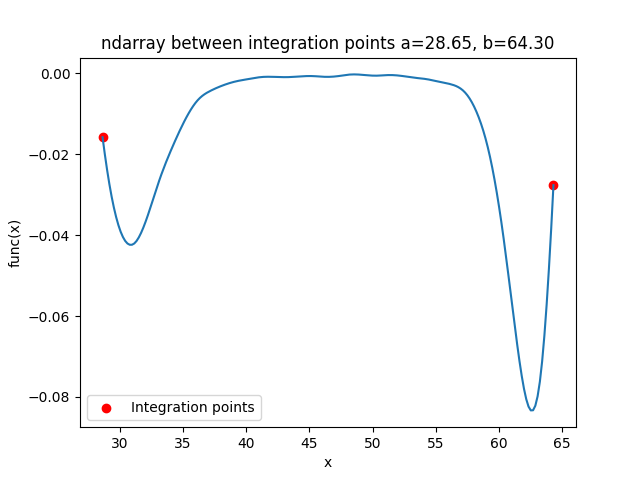 ndarray between integration points a=28.65, b=64.30
0.00
−0.02
−0.04
−0.06
−0.08
func(x)
Integration points
30 35 40 45 50 55 60 65
x